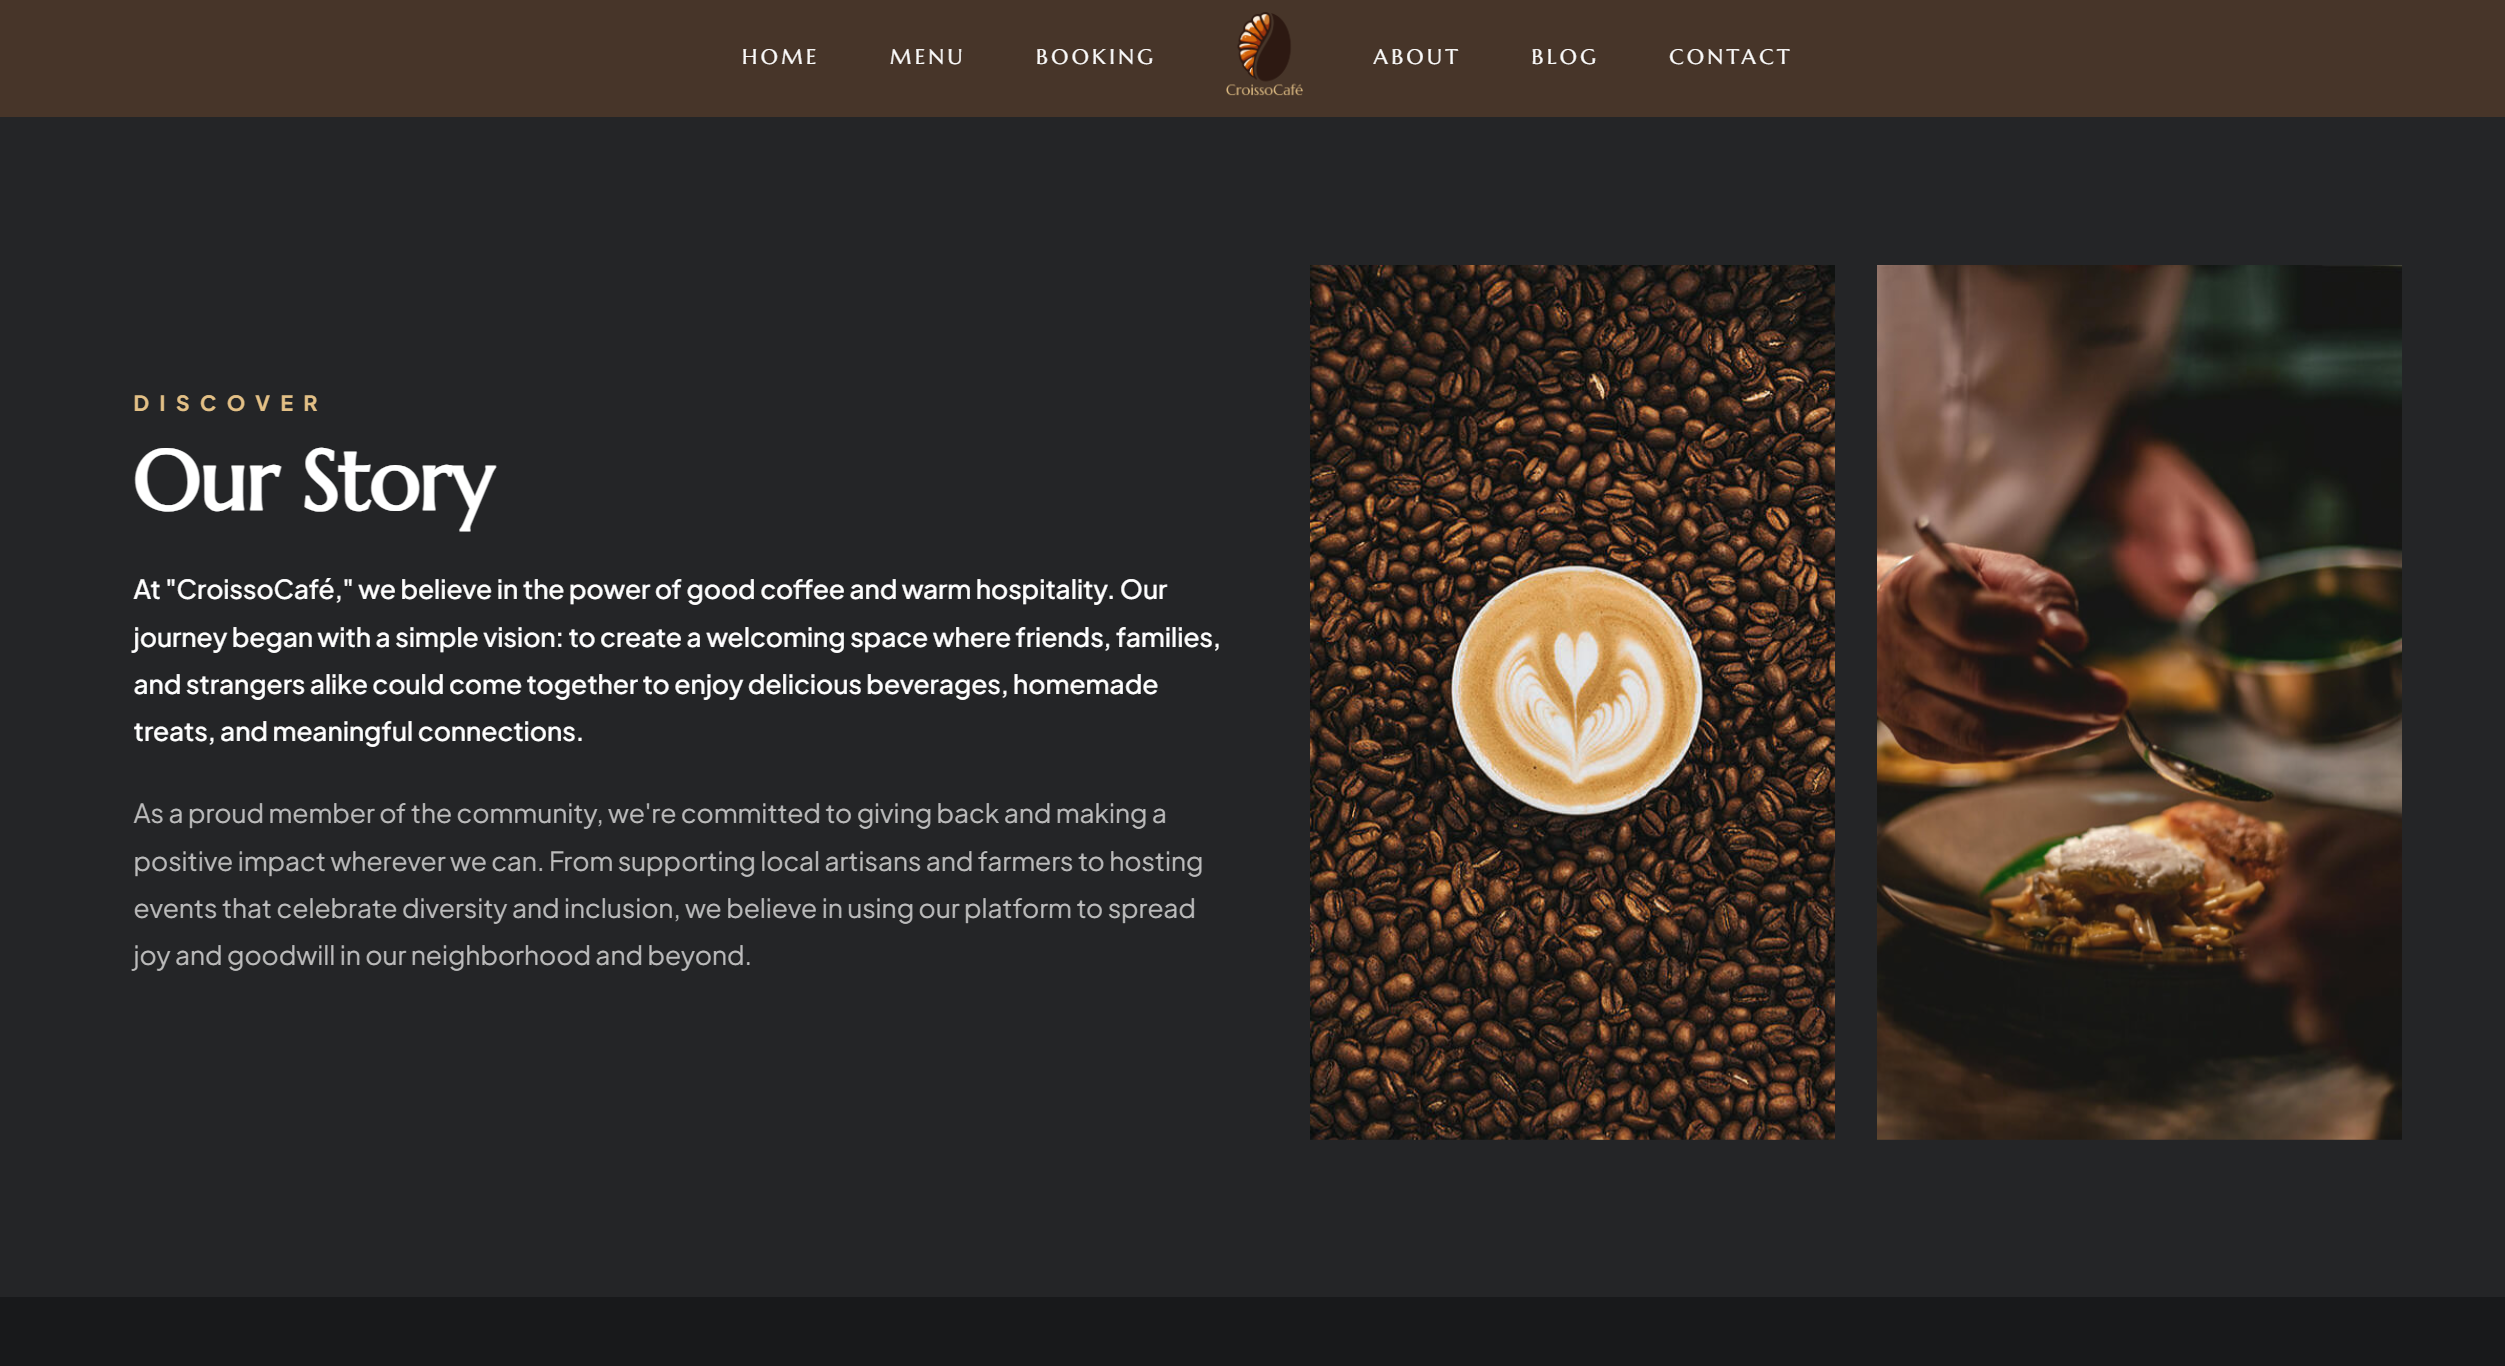 HOME
MENU
BOOKING
CroissoCafé
ABOUT
BLOG
CONTACT
DISCOVER
Our Story
At "CroissoCafé," we believe in the power of good coffee and warm hospitality. Our
journey began with a simple vision: to create a welcoming space where friends, families,
and strangers alike could come together to enjoy delicious beverages, homemade
treats, and meaningful connections.
As a proud member of the community, we're committed to giving back and making a
positive impact wherever we can. From supporting local artisans and farmers to hosting
events that celebrate diversity and inclusion, we believe in using our platform to spread
joy and goodwill in our neighborhood and beyond.